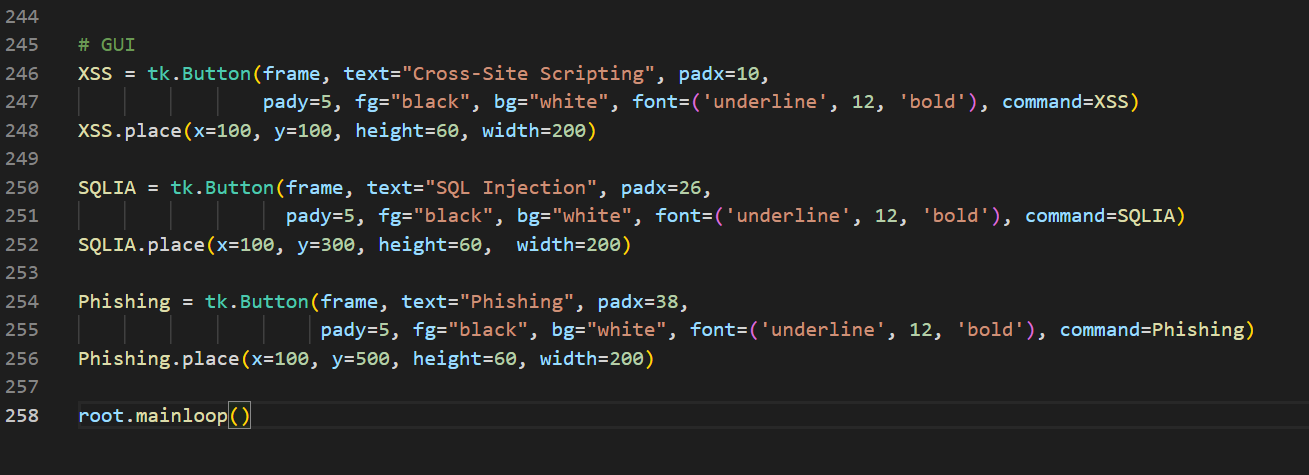 244
245 # GUI
246 XSS = tk.Button(frame, text="Cross-Site Scripting", padx=10,
247                 pady=5, fg="black", bg="white", font=('underline', 12, 'bold'), command=XSS)
248 XSS.place(x=100, y=100, height=60, width=200)
249
250 SQLIA = tk.Button(frame, text="SQL Injection", padx=26,
251                   pady=5, fg="black", bg="white", font=('underline', 12, 'bold'), command=SQLIA)
252 SQLIA.place(x=100, y=300, height=60,  width=200)
253
254 Phishing = tk.Button(frame, text="Phishing", padx=38,
255                      pady=5, fg="black", bg="white", font=('underline', 12, 'bold'), command=Phishing)
256 Phishing.place(x=100, y=500, height=60, width=200)
257
258 root.mainloop()